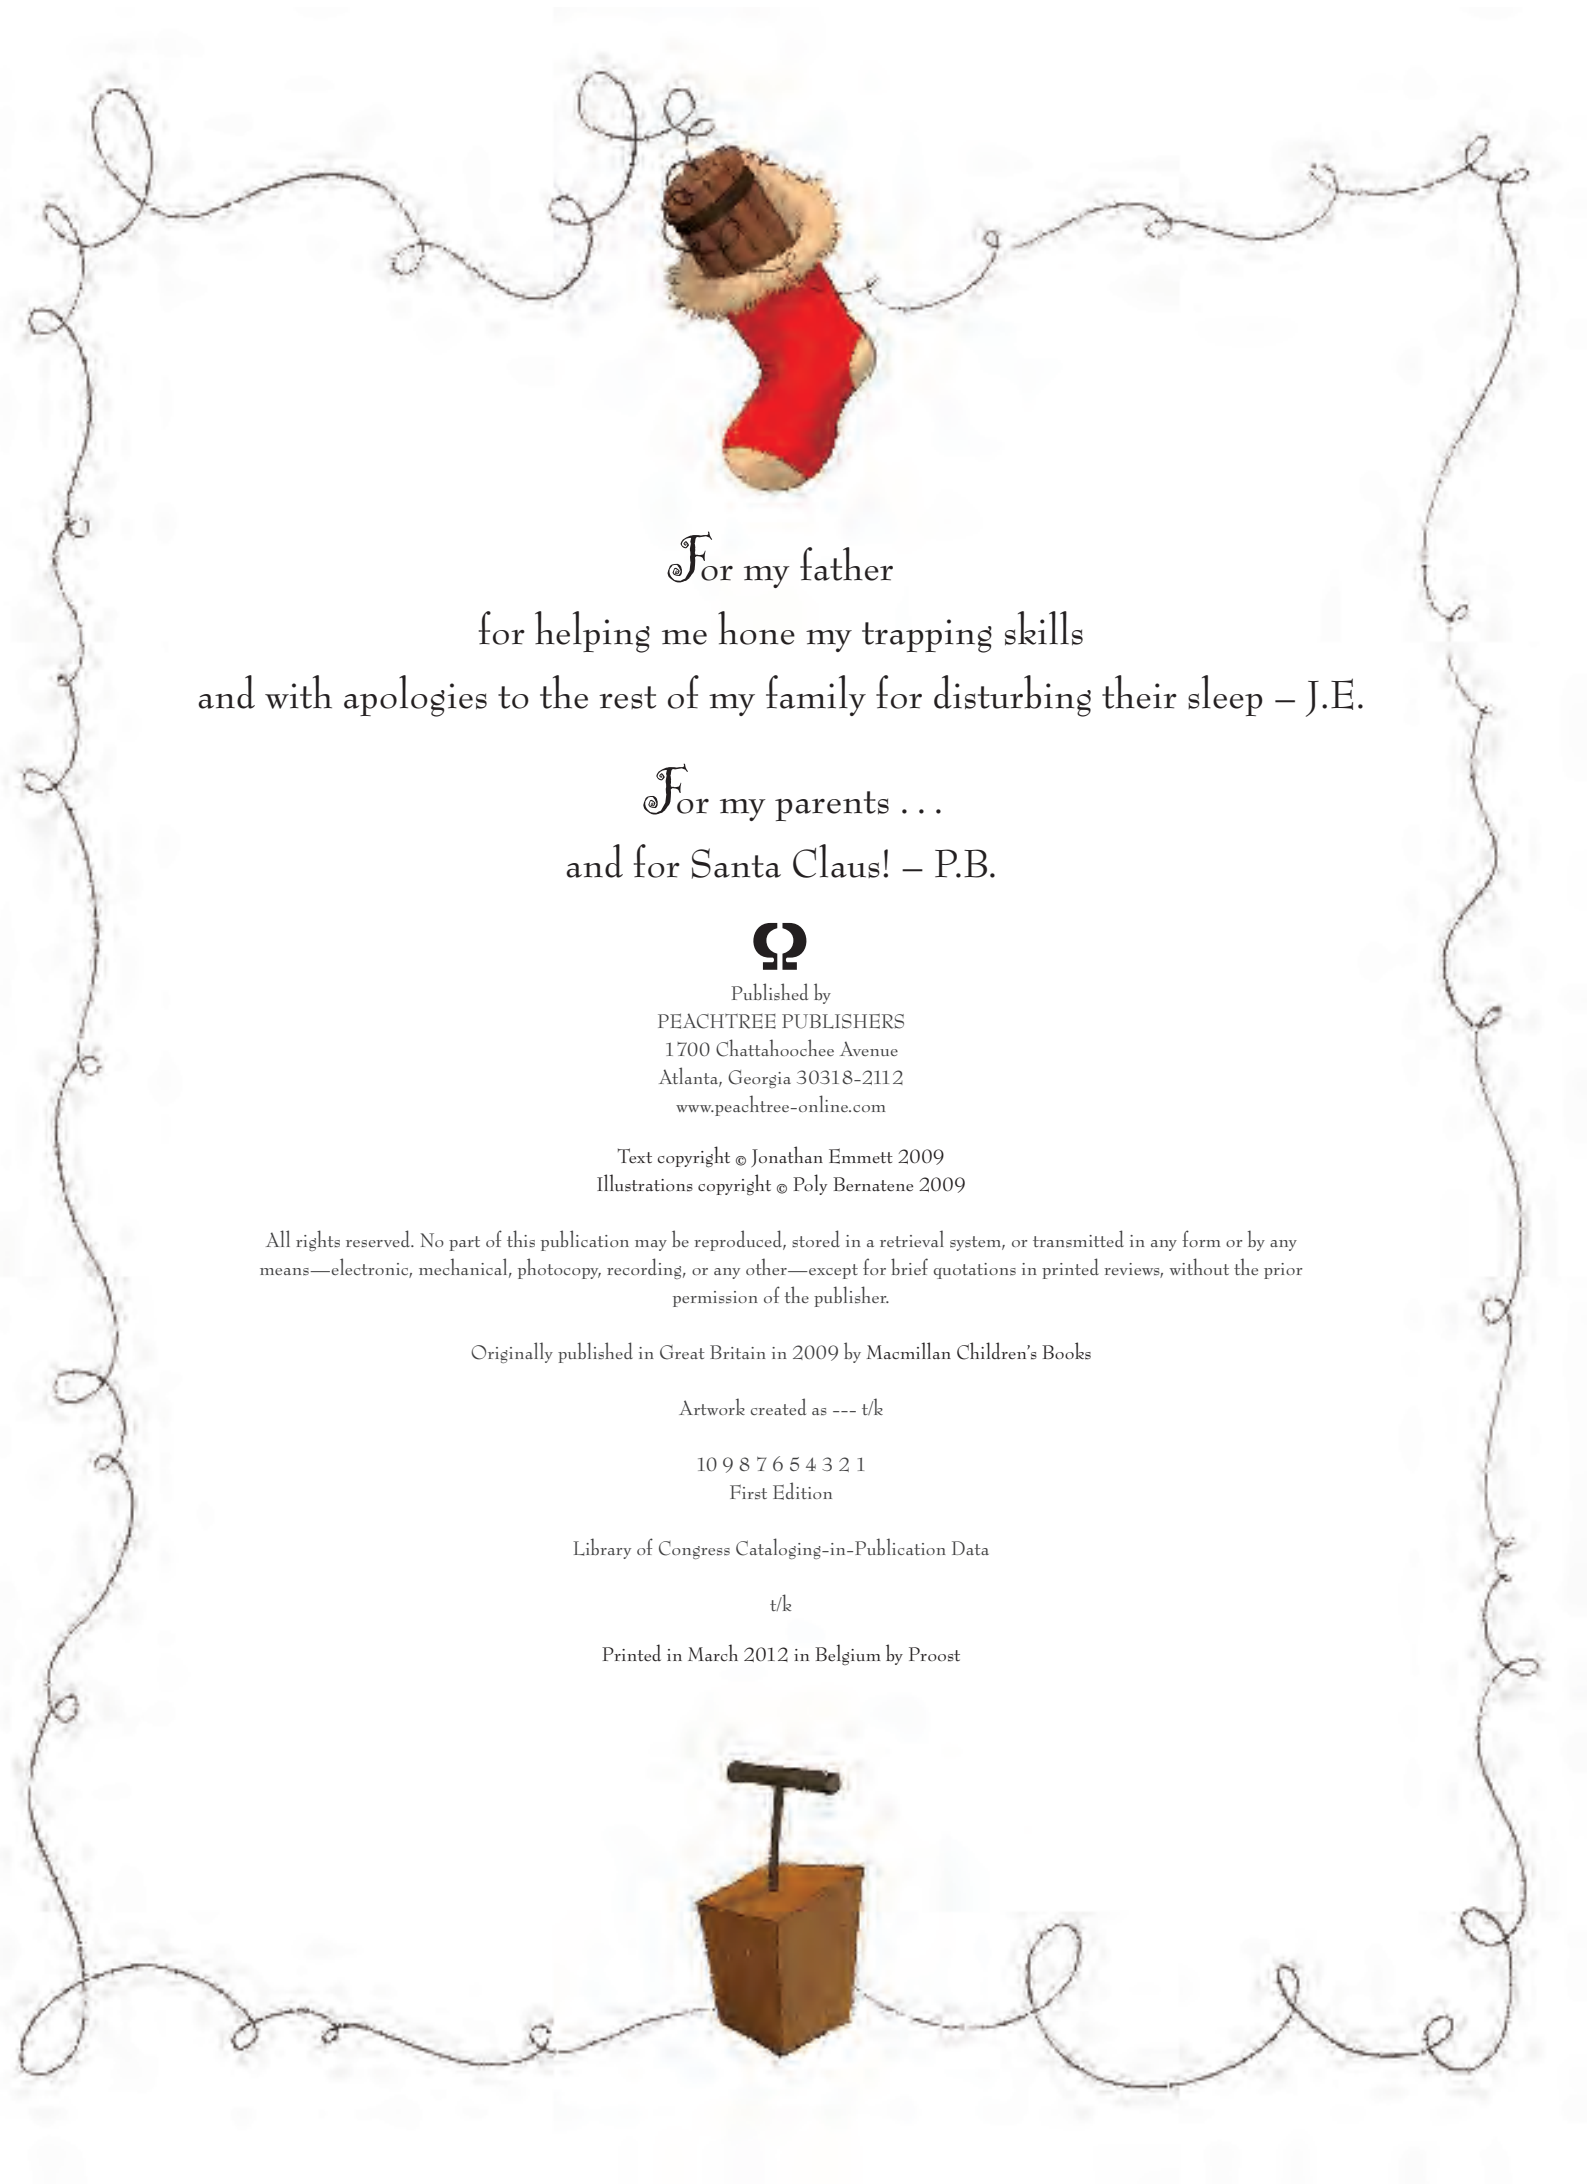 For my father
for helping me hone my trapping skills
and with apologies to the rest of my family for disturbing their sleep – J.E.
For my parents . . .
and for Santa Claus! – P.B.
Published by
PEACHTREE PUBLISHERS
1700 Chattahoochee Avenue
Atlanta, Georgia 30318-2112
www.peachtree-online.com
Text copyright © Jonathan Emmett 2009
Illustrations copyright © Poly Bernatene 2009
All rights reserved. No part of this publication may be reproduced, stored in a retrieval system, or transmitted in any form or by any
means—electronic, mechanical, photocopy, recording, or any other—except for brief quotations in printed reviews, without the prior
permission of the publisher.
Originally published in Great Britain in 2009 by Macmillan Children’s Books
Artwork created as --- t/k
10 9 8 7 6 5 4 3 2 1
First Edition
Library of Congress Cataloging-in-Publication Data
t/k
Printed in March 2012 in Belgium by Proost